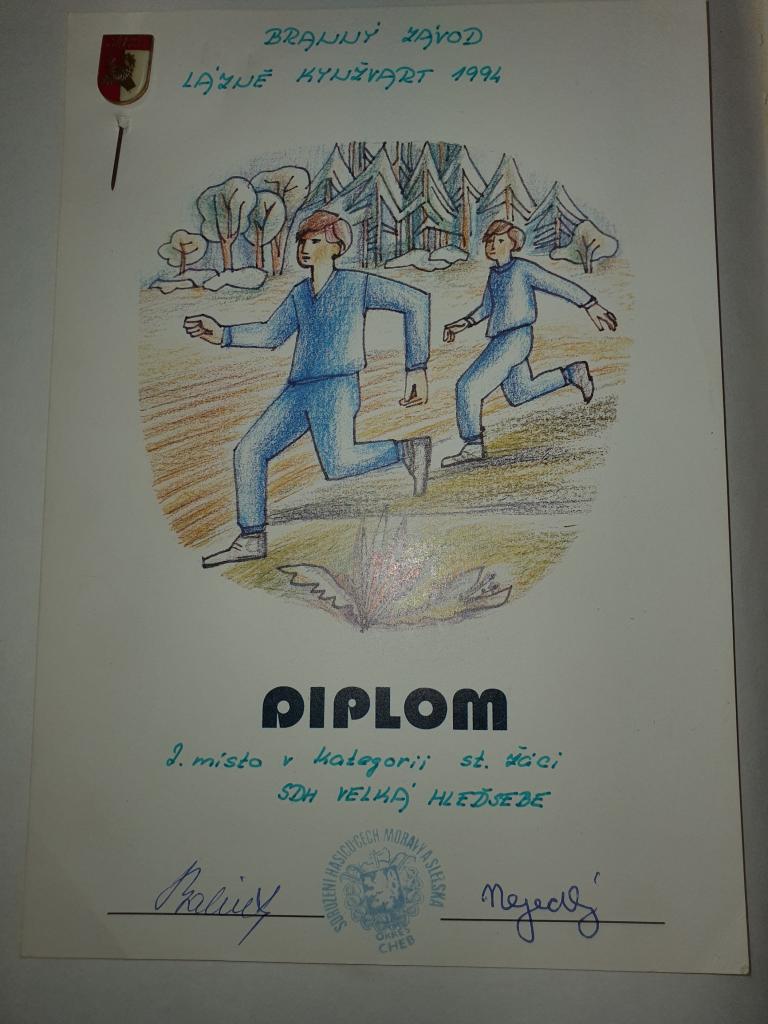 BRANNÝ ZÁVOD
LÁZNĚ KYNŽVART 1994
DIPLOM
2. místo v kategorii st. žáci
SDH VELKÁ HLEĎSEBE
SDRUŽENÍ HASIČŮ ČECH MORAVY A SLEZSKA
OKRES
CHEB
Nejedlý